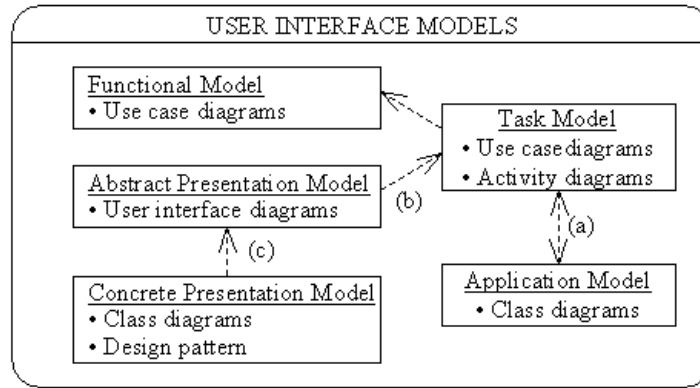 USER INTERFACE MODELS
Functional Model
• Use case diagrams
Task Model
• Use case diagrams
• Activity diagrams
Abstract Presentation Model
• User interface diagrams
(b)
(a)
(c)
Concrete Presentation Model
• Class diagrams
• Design pattern
Application Model
• Class diagrams